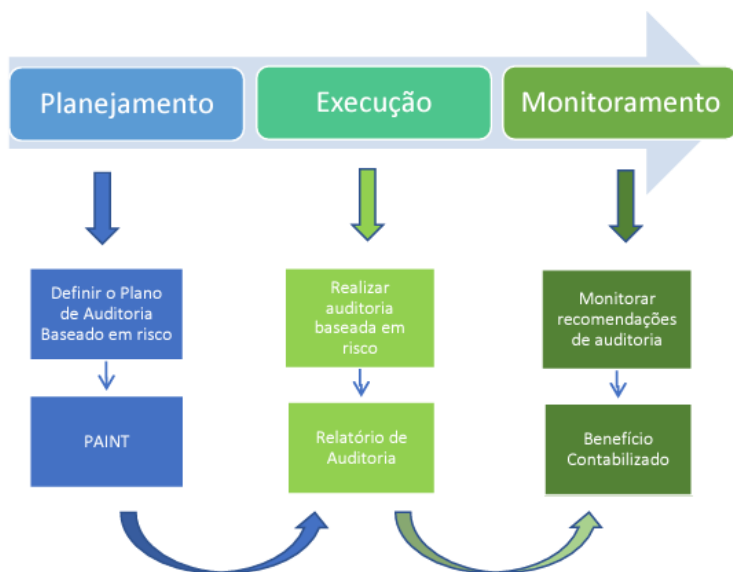 Planejamento
Execução
Monitoramento
Definir o Plano
de Auditoria
Baseado em risco
Realizar
auditoria
baseada em
risco
Monitorar
recomendações
de auditoria
PAINT
Relatório de
Auditoria
Benefício
Contabilizado